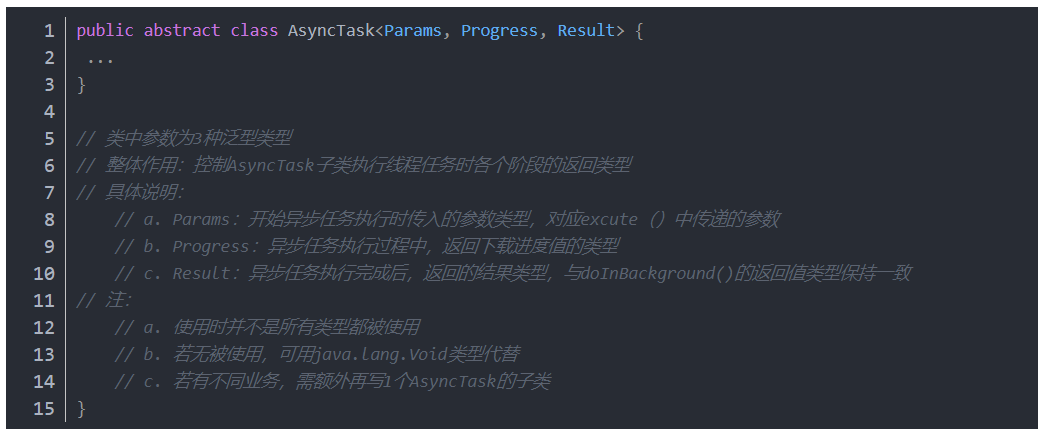 1 public abstract class AsyncTask<Params, Progress, Result> {
2 ...
3 }
4
5 // 类中参数为3种泛型类型
6 // 整体作用：控制AsyncTask子类执行线程任务时各个阶段的返回类型
7 // 具体说明：
8 // a. Params：开始异步任务执行时传入的参数类型，对应excute（）中传递的参数
9 // b. Progress：异步任务执行过程中，返回下载进度值的类型
10 // c. Result：异步任务执行完成后，返回的结果类型，与doInBackground()的返回值类型保持一致
11 // 注：
12 // a. 使用时并不是所有类型都被使用
13 // b. 若无被使用，可用java.lang.Void类型代替
14 // c. 若有不同业务，需额外再写1个AsyncTask的子类
15 }